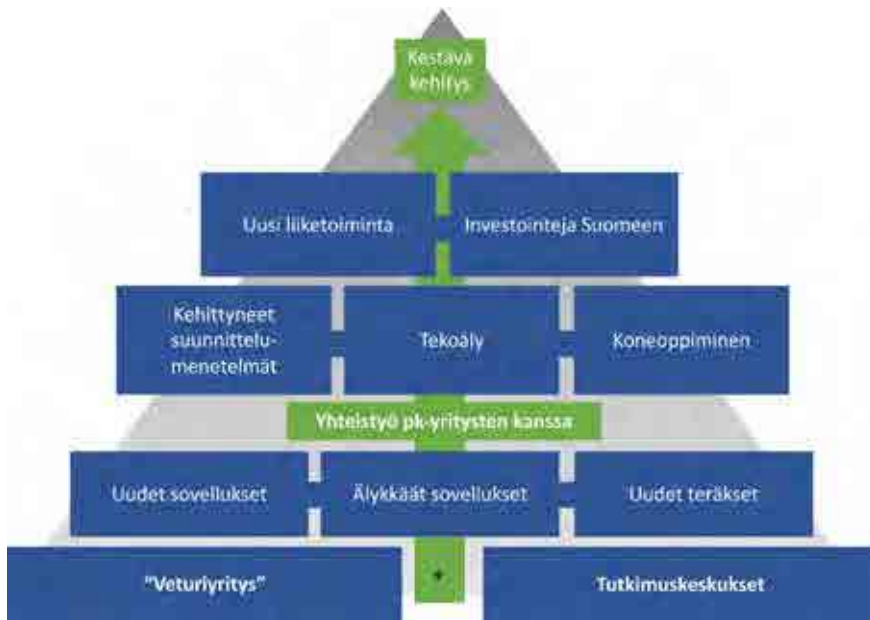 Kestävä
kehitys
Uusi liiketoiminta
Investointeja Suomeen
Kehittyneet
suunnittelu-
menetelmät
Tekoäly
Koneoppiminen
Yhteistyö pk-yritysten kanssa
Uudet sovellukset
Älykkäät sovellukset
Uudet teräkset
"Veturiyritys"
+
Tutkimuskeskukset